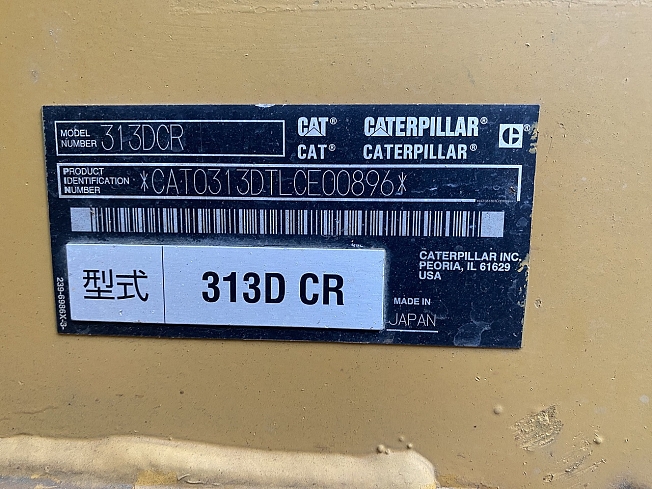 MODEL NUMBER 313DCR
CAT® CATERPILLAR®
CAT® CATERPILLAR®
PRODUCT IDENTIFICATION NUMBER *CAT0313DTLCE00896*
CATERPILLAR INC.
PEORIA, IL 61629
USA
型式 313D CR
MADE IN
JAPAN
239-6986X-3